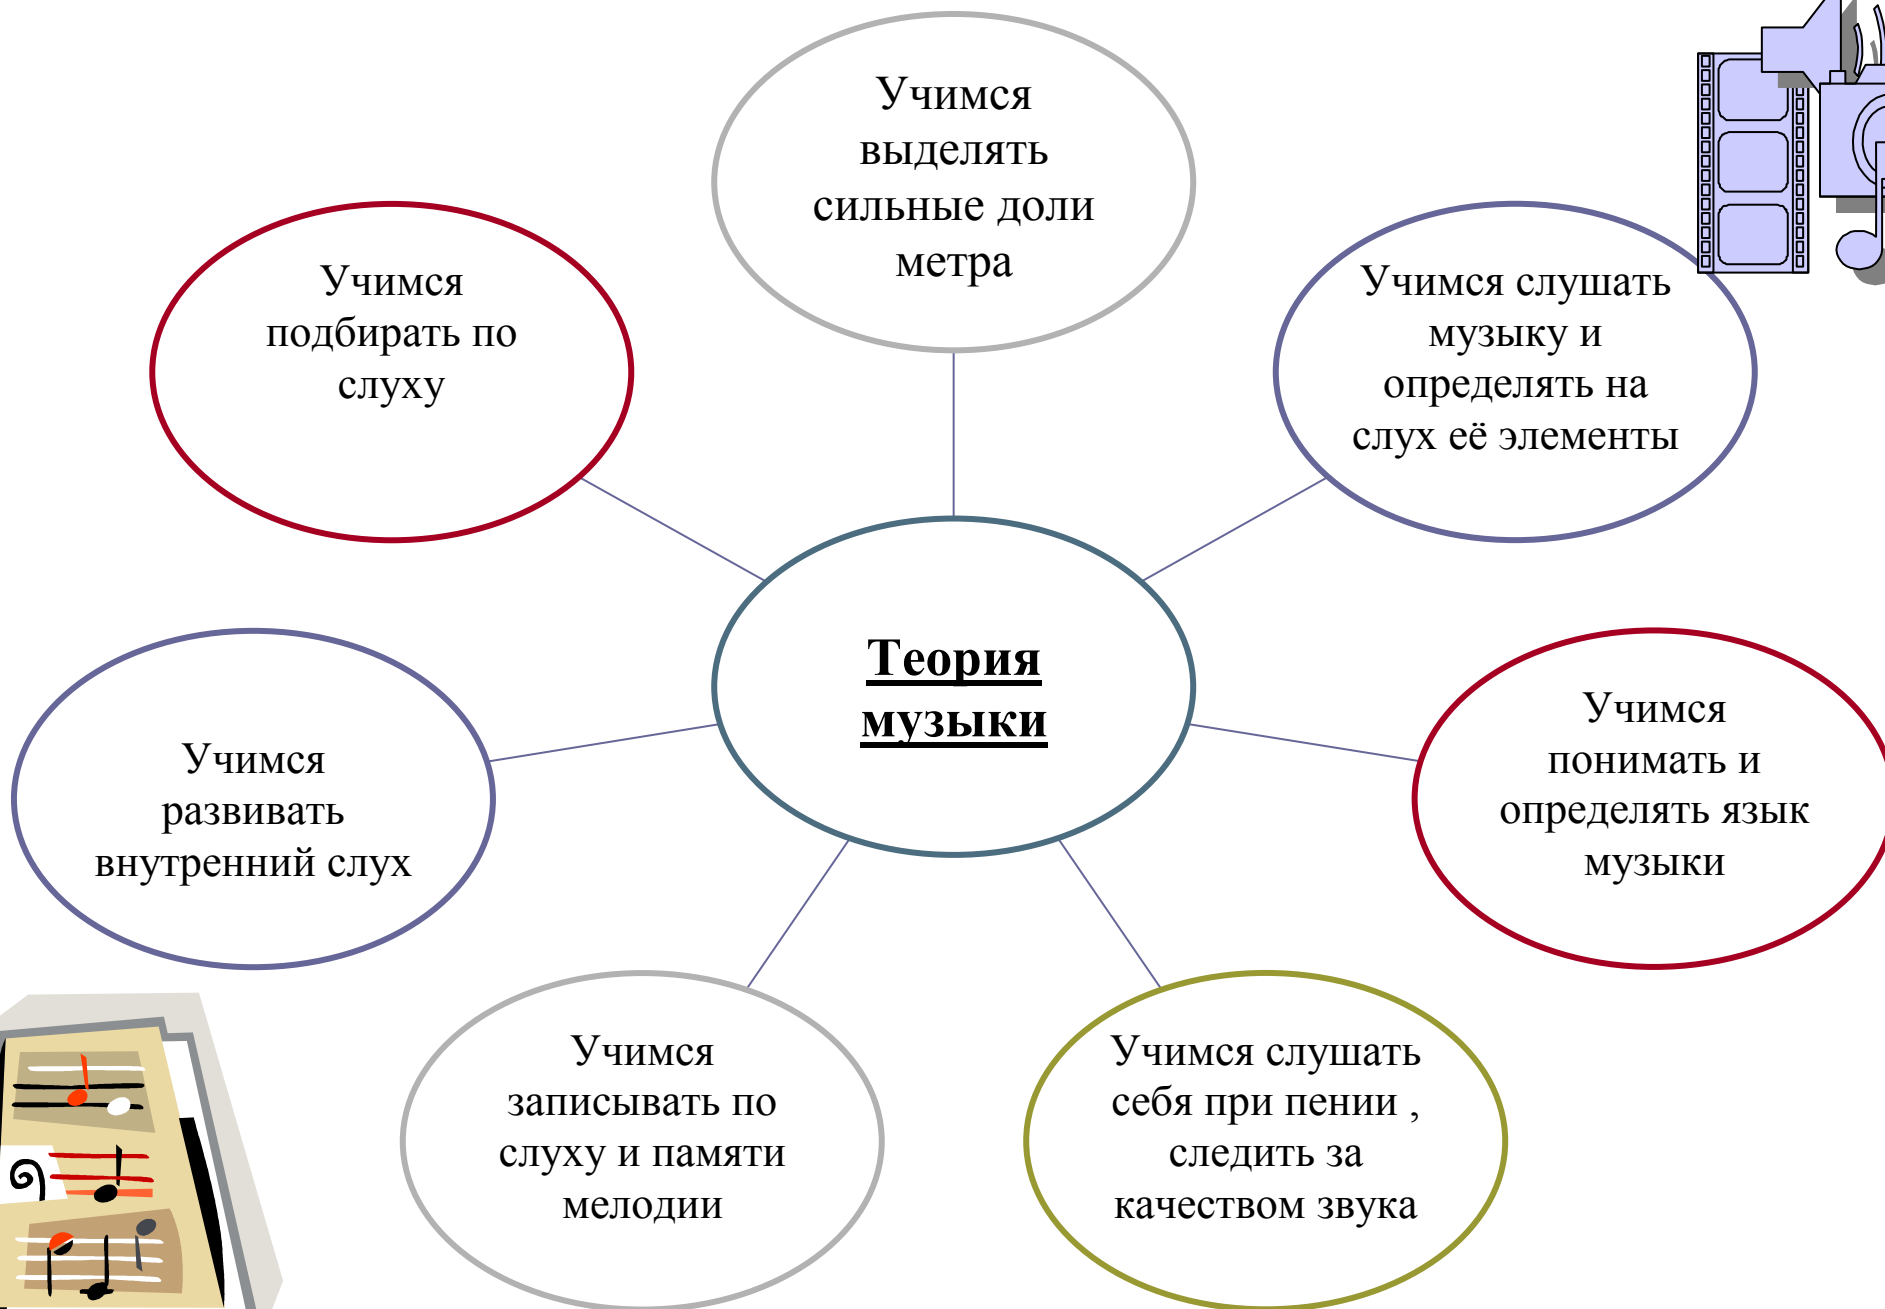 Учимся
выделять
сильные доли
метра
Учимся
подбирать по
слуху
Учимся слушать
музыку и
определять на
слух её элементы
Теория
музыки
Учимся
понимать и
определять язык
музыки
Учимся
развивать
внутренний слух
Учимся
записывать по
слуху и памяти
мелодии
Учимся слушать
себя при пении ,
следить за
качеством звука